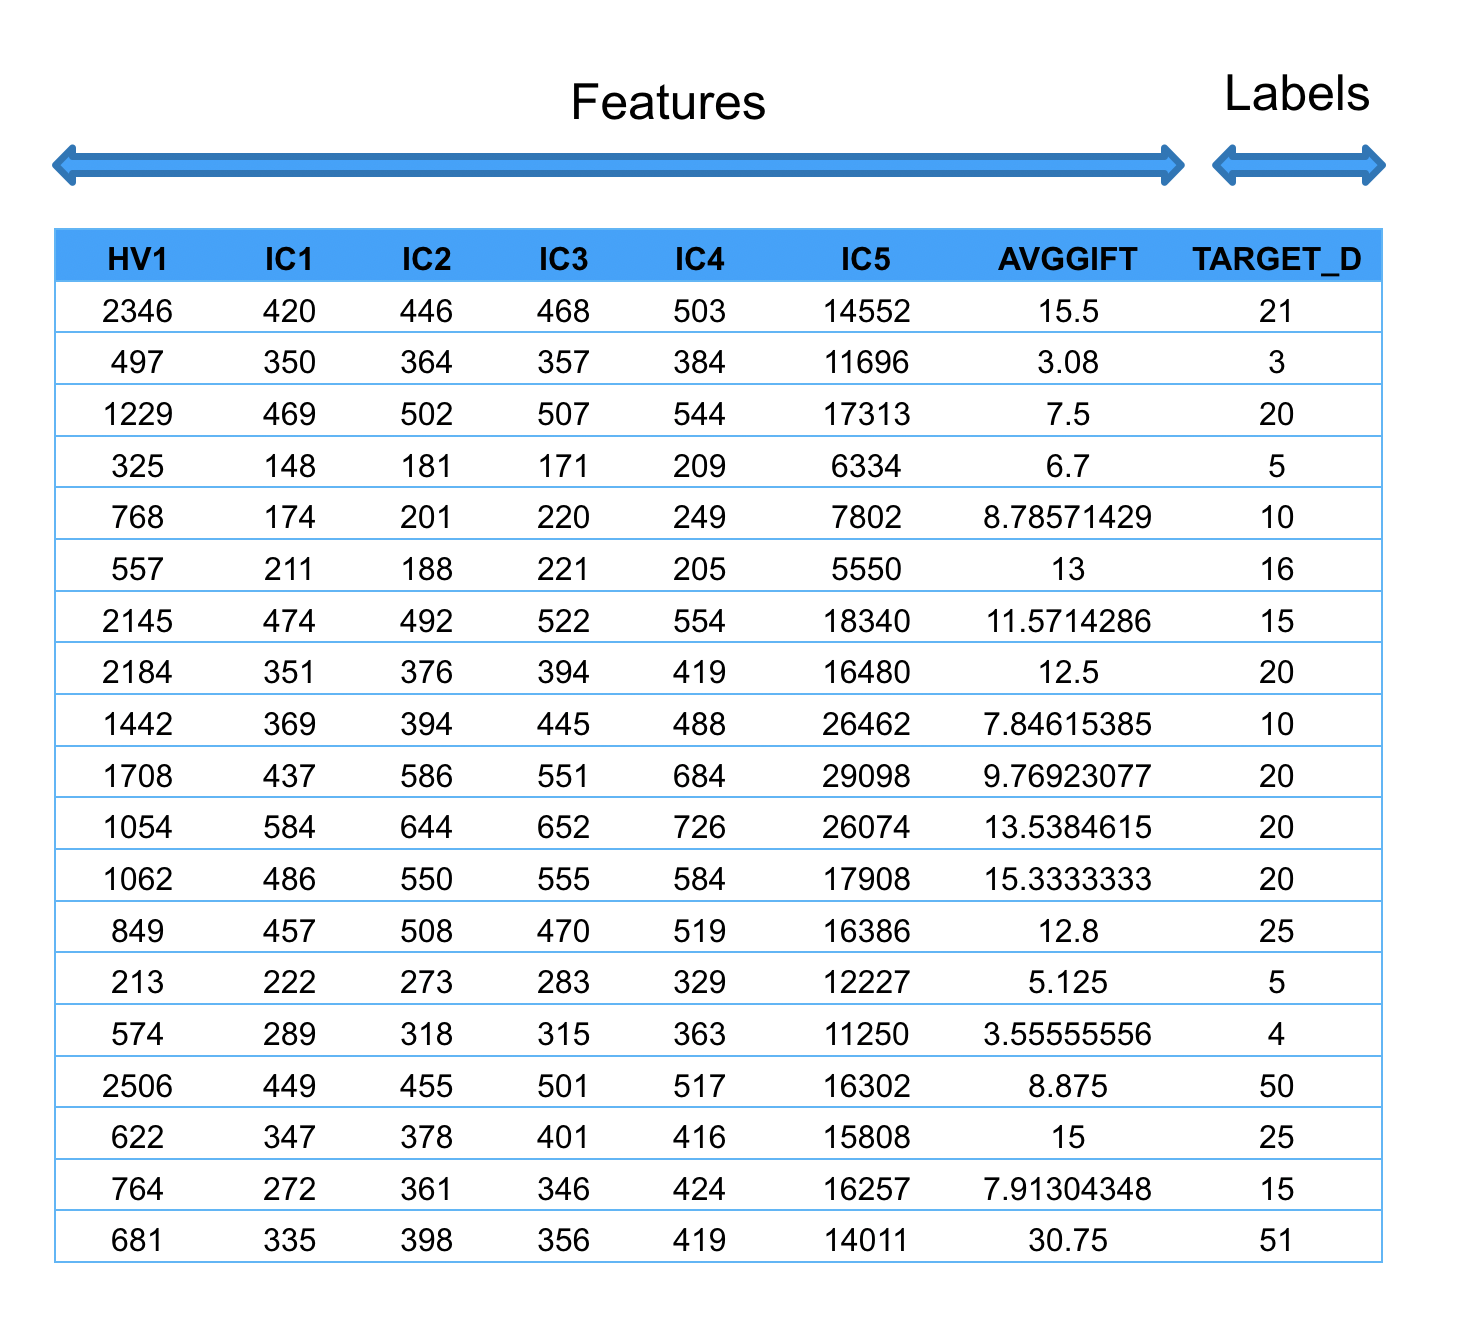 Features Labels
HV1 IC1 IC2 IC3 IC4 IC5 AVGGIFT TARGET_D
2346 420 446 468 503 14552 15.5 21
497 350 364 357 384 11696 3.08 3
1229 469 502 507 544 17313 7.5 20
325 148 181 171 209 6334 6.7 5
768 174 201 220 249 7802 8.78571429 10
557 211 188 221 205 5550 13 16
2145 474 492 522 554 18340 11.5714286 15
2184 351 376 394 419 16480 12.5 20
1442 369 394 445 488 26462 7.84615385 10
1708 437 586 551 684 29098 9.76923077 20
1054 584 644 652 726 26074 13.5384615 20
1062 486 550 555 584 17908 15.3333333 20
849 457 508 470 519 16386 12.8 25
213 222 273 283 329 12227 5.125 5
574 289 318 315 363 11250 3.55555556 4
2506 449 455 501 517 16302 8.875 50
622 347 378 401 416 15808 15 25
764 272 361 346 424 16257 7.91304348 15
681 335 398 356 419 14011 30.75 51